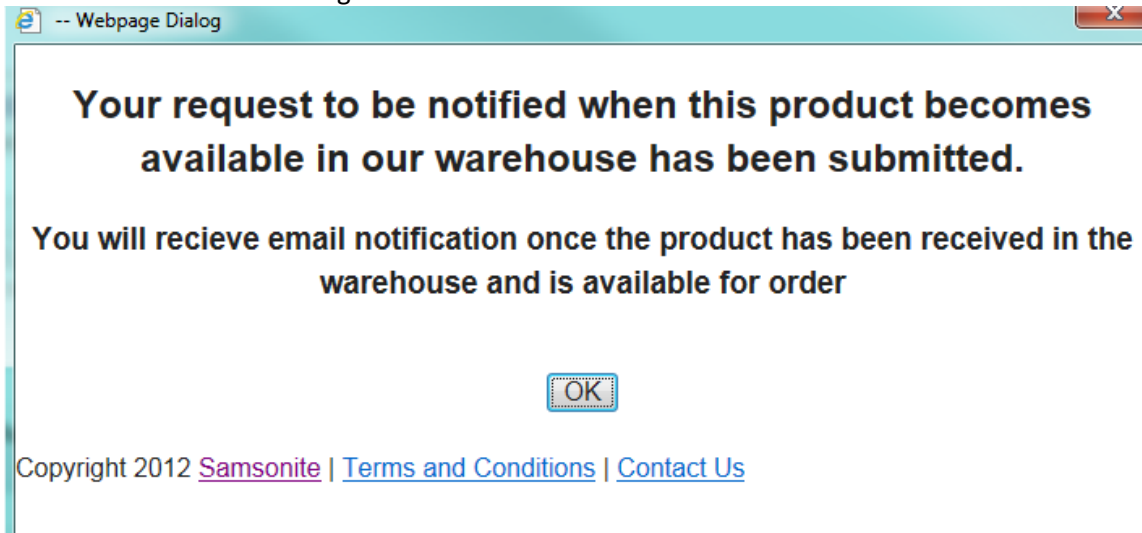 -- Webpage Dialog
Your request to be notified when this product becomes
available in our warehouse has been submitted.
You will recieve email notification once the product has been received in the
warehouse and is available for order
OK
Copyright 2012 Samsonite | Terms and Conditions | Contact Us